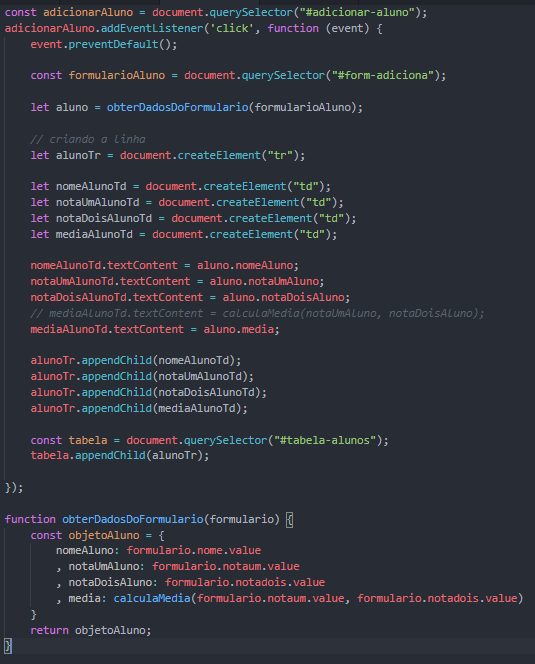 const adicionarAluno = document.querySelector("#adicionar-aluno");
adicionarAluno.addEventListener('click', function (event) {
    event.preventDefault();

    const formularioAluno = document.querySelector("#form-adiciona");

    let aluno = obterDadosDoFormulario(formularioAluno);

    // criando a linha
    let alunoTr = document.createElement("tr");

    let nomeAlunoTd = document.createElement("td");
    let notaUmAlunoTd = document.createElement("td");
    let notaDoisAlunoTd = document.createElement("td");
    let mediaAlunoTd = document.createElement("td");

    nomeAlunoTd.textContent = aluno.nomeAluno;
    notaUmAlunoTd.textContent = aluno.notaUmAluno;
    notaDoisAlunoTd.textContent = aluno.notaDoisAluno;
    // mediaAlunoTd.textContent = calculaMedia(notaUmAluno, notaDoisAluno);
    mediaAlunoTd.textContent = aluno.media;

    alunoTr.appendChild(nomeAlunoTd);
    alunoTr.appendChild(notaUmAlunoTd);
    alunoTr.appendChild(notaDoisAlunoTd);
    alunoTr.appendChild(mediaAlunoTd);

    const tabela = document.querySelector("#tabela-alunos");
    tabela.appendChild(alunoTr);

});

function obterDadosDoFormulario(formulario) {
    const objetoAluno = {
        nomeAluno: formulario.nome.value
        , notaUmAluno: formulario.notaum.value
        , notaDoisAluno: formulario.notadois.value
        , media: calculaMedia(formulario.notaum.value, formulario.notadois.value)
    }
    return objetoAluno;
}